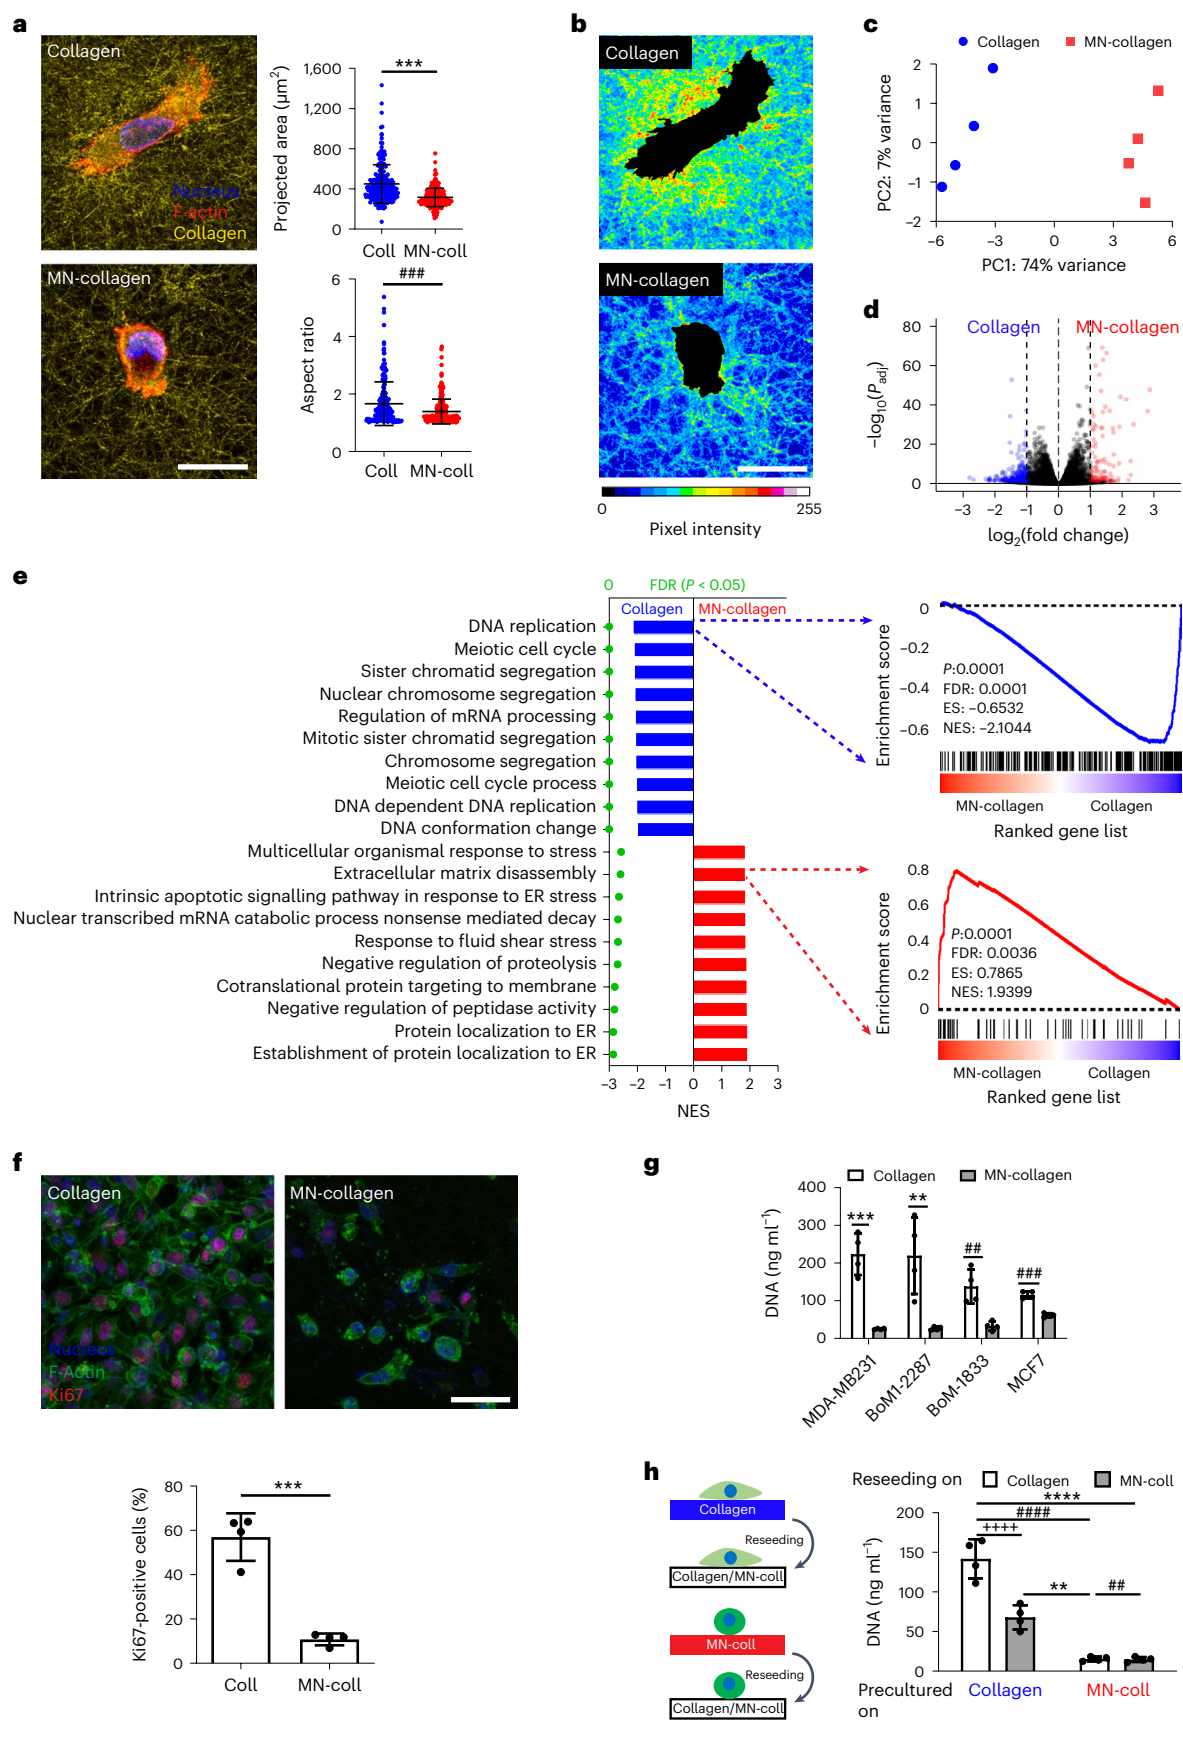 a
Collagen
Nucleus
F-actin
Collagen
MN-collagen
Projected area (µm²)
1,600
1,200
800
400
0
***
Coll
MN-coll
Aspect ratio
6
4
2
0
###
Coll
MN-coll
b
Collagen
MN-collagen
0
255
Pixel intensity
c
Collagen
MN-collagen
PC2: 7% variance
2
1
0
−1
−2
−6
−3
0
3
6
PC1: 74% variance
d
Collagen
MN-collagen
−log10(Padj)
80
60
40
20
0
−3
−2
−1
0
1
2
3
log2(fold change)
e
0
FDR (P < 0.05)
Collagen
MN-collagen
DNA replication
Meiotic cell cycle
Sister chromatid segregation
Nuclear chromosome segregation
Regulation of mRNA processing
Mitotic sister chromatid segregation
Chromosome segregation
Meiotic cell cycle process
DNA dependent DNA replication
DNA conformation change
Multicellular organismal response to stress
Extracellular matrix disassembly
Intrinsic apoptotic signalling pathway in response to ER stress
Nuclear transcribed mRNA catabolic process nonsense mediated decay
Response to fluid shear stress
Negative regulation of proteolysis
Cotranslational protein targeting to membrane
Negative regulation of peptidase activity
Protein localization to ER
Establishment of protein localization to ER
−3
−2
−1
0
1
2
3
NES
Enrichment score
0
−0.2
−0.4
−0.6
P:0.0001
FDR: 0.0001
ES: −0.6532
NES: −2.1044
MN-collagen
Collagen
Ranked gene list
Enrichment score
0.8
0.6
0.4
0.2
0
P:0.0001
FDR: 0.0036
ES: 0.7865
NES: 1.9399
MN-collagen
Collagen
Ranked gene list
f
Collagen
Nucleus
F-Actin
Ki67
MN-collagen
Ki67-positive cells (%)
80
60
40
20
0
***
Coll
MN-coll
g
Collagen
MN-collagen
DNA (ng ml−1)
400
300
200
100
0
***
**
##
###
MDA-MB231
BoM1-2287
BoM-1833
MCF7
h
Collagen
Reseeding
Collagen/MN-coll
MN-coll
Reseeding
Collagen/MN-coll
Reseeding on
Collagen
MN-coll
DNA (ng ml−1)
200
150
100
50
0
****
####
++++
**
##
Precultured on
Collagen
MN-coll